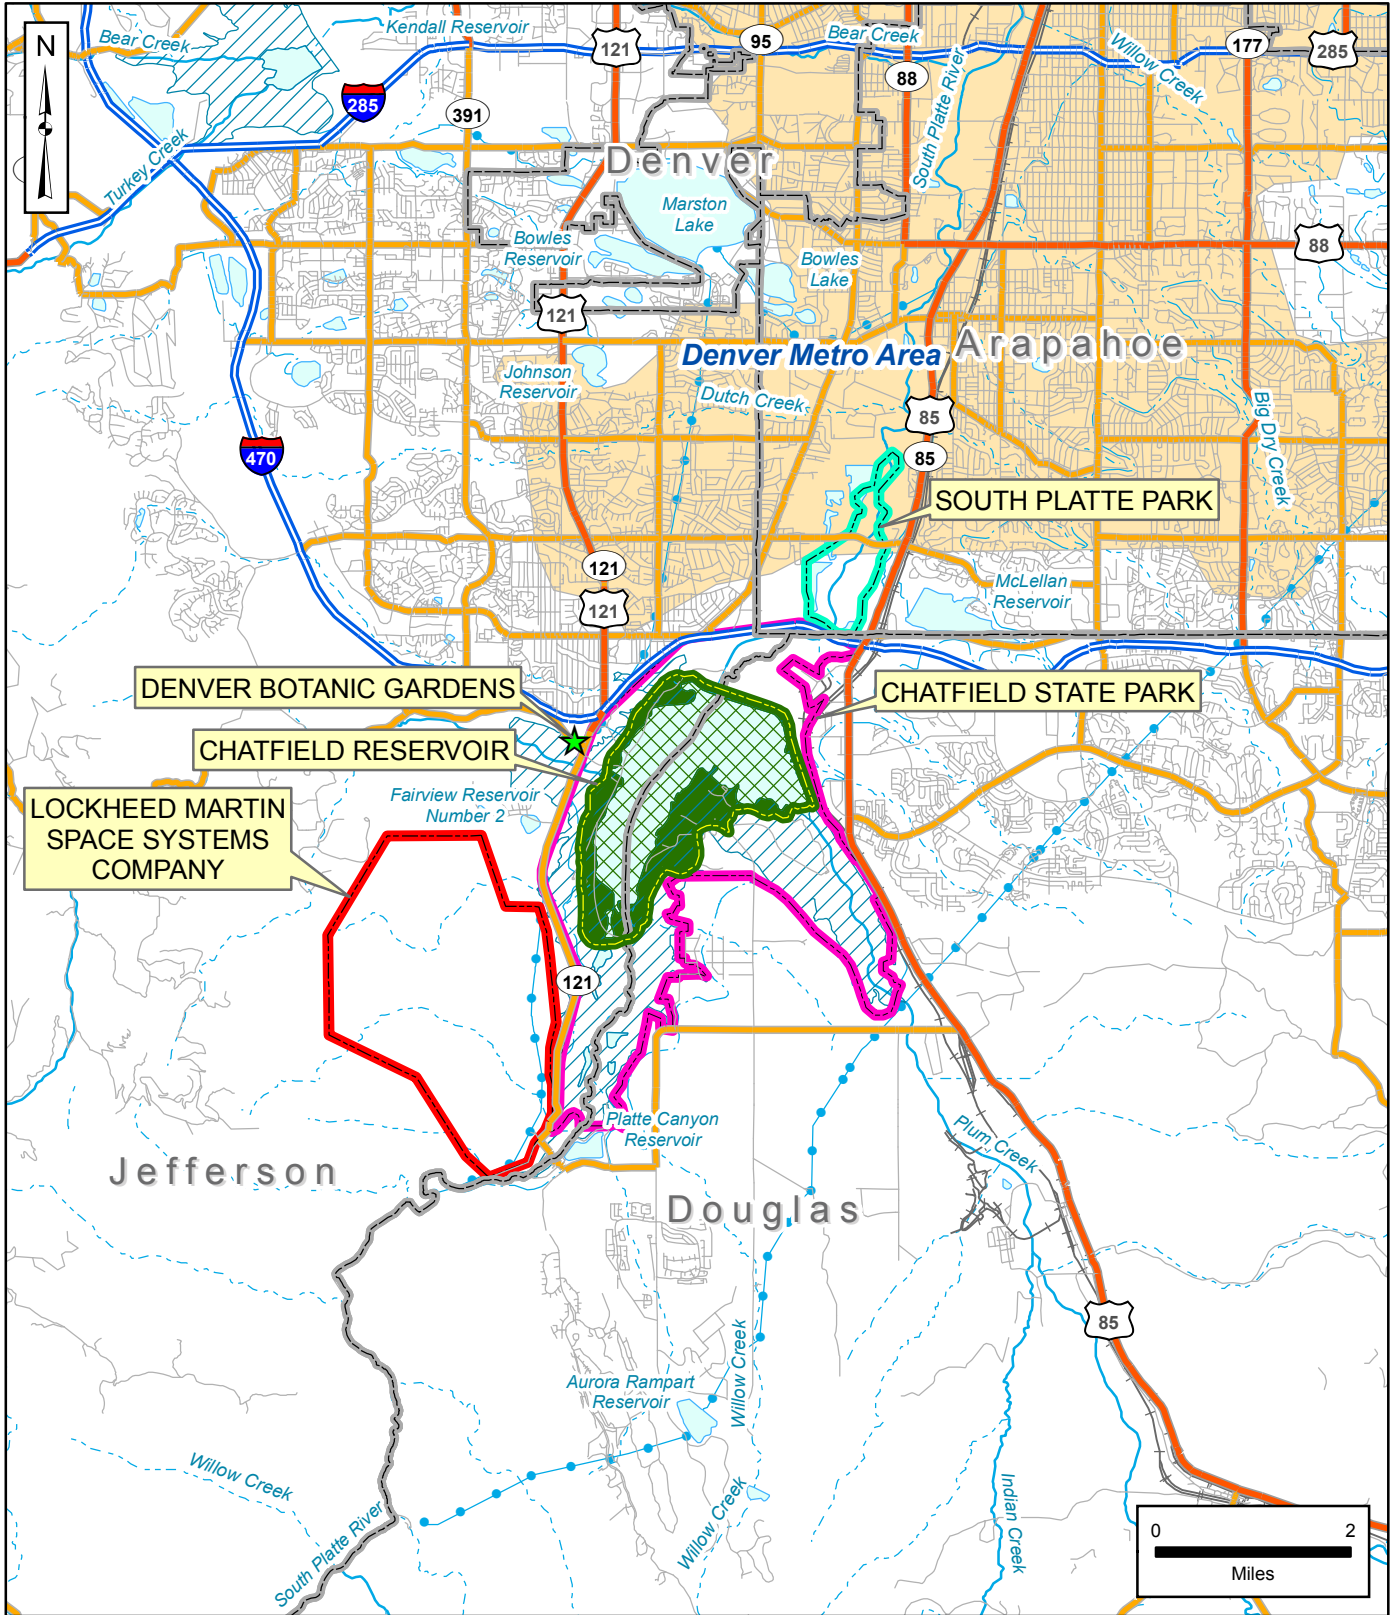 N
Bear Creek
Kendall Reservoir
121
95
Bear Creek
177
285
285
391
88
South Platte River
Willow Creek
Turkey Creek
Denver
Marston
Lake
Bowles
Reservoir
Bowles
Lake
88
121
Denver Metro Area
Arapahoe
Johnson
Reservoir
Dutch Creek
85
Big Dry Creek
470
85
SOUTH PLATTE PARK
121
121
McLellan
Reservoir
DENVER BOTANIC GARDENS
CHATFIELD STATE PARK
CHATFIELD RESERVOIR
LOCKHEED MARTIN
SPACE SYSTEMS
COMPANY
Fairview Reservoir
Number 2
121
Platte Canyon
Reservoir
Plum Creek
Jefferson
Douglas
85
Willow Creek
Aurora Rampart
Reservoir
Willow Creek
Willow Creek
Indian Creek
South Platte River
0 2
Miles